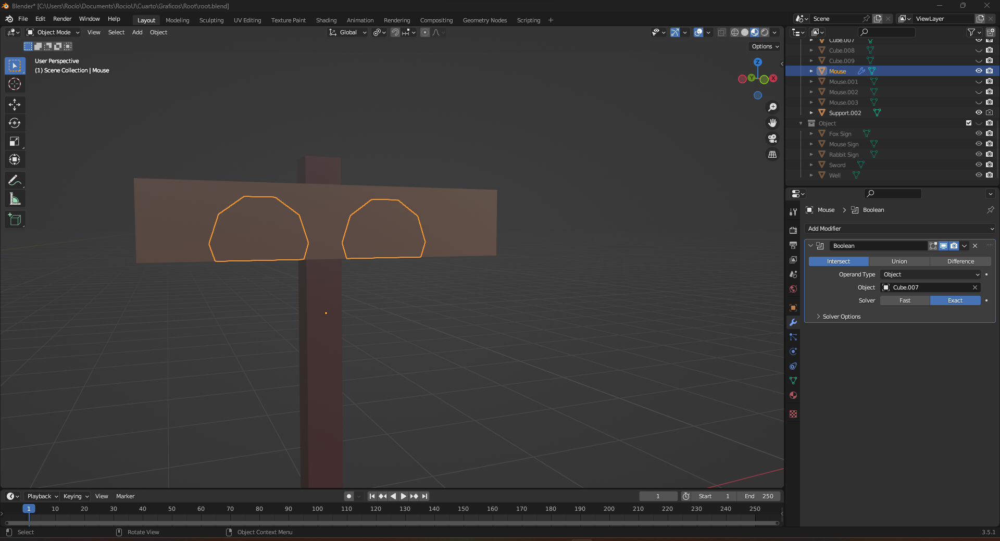 Blender* [C:\Users\Rocío\Documents\RocioU\Cuarto\Graficos\Root\root.blend]
File Edit Render Window Help Layout Modeling Sculpting UV Editing Texture Paint Shading Animation Rendering Compositing Geometry Nodes Scripting + Scene ViewLayer
Object Mode View Select Add Object Global
Options
User Perspective
(1) Scene Collection | Mouse
Z
Y X
Cube.007
Cube.008
Cube.009
Mouse
Mouse.001
Mouse.002
Mouse.003
Support.002
Object
Fox Sign
Mouse Sign
Rabbit Sign
Sword
Well
Mouse > Boolean
Add Modifier
Boolean
Intersect Union Difference
Operand Type Object
Object Cube.007
Solver Fast Exact
Solver Options
Playback Keying View Marker 1 Start 1 End 250
1 10 20 30 40 50 60 70 80 90 100 110 120 130 140 150 160 170 180 190 200 210 220 230 240 250
Select Rotate View Object Context Menu 3.5.1